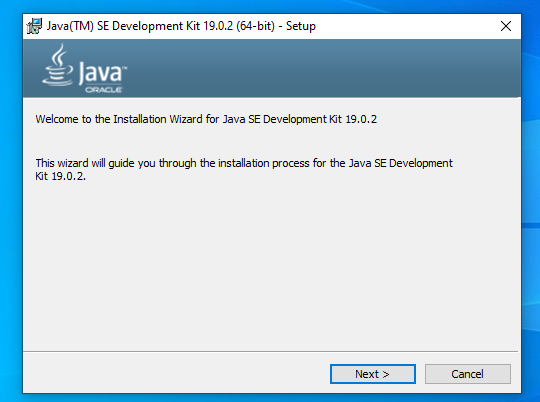 Java(TM) SE Development Kit 19.0.2 (64-bit) - Setup
Java™
ORACLE
Welcome to the Installation Wizard for Java SE Development Kit 19.0.2
This wizard will guide you through the installation process for the Java SE Development
Kit 19.0.2.
Next >
Cancel